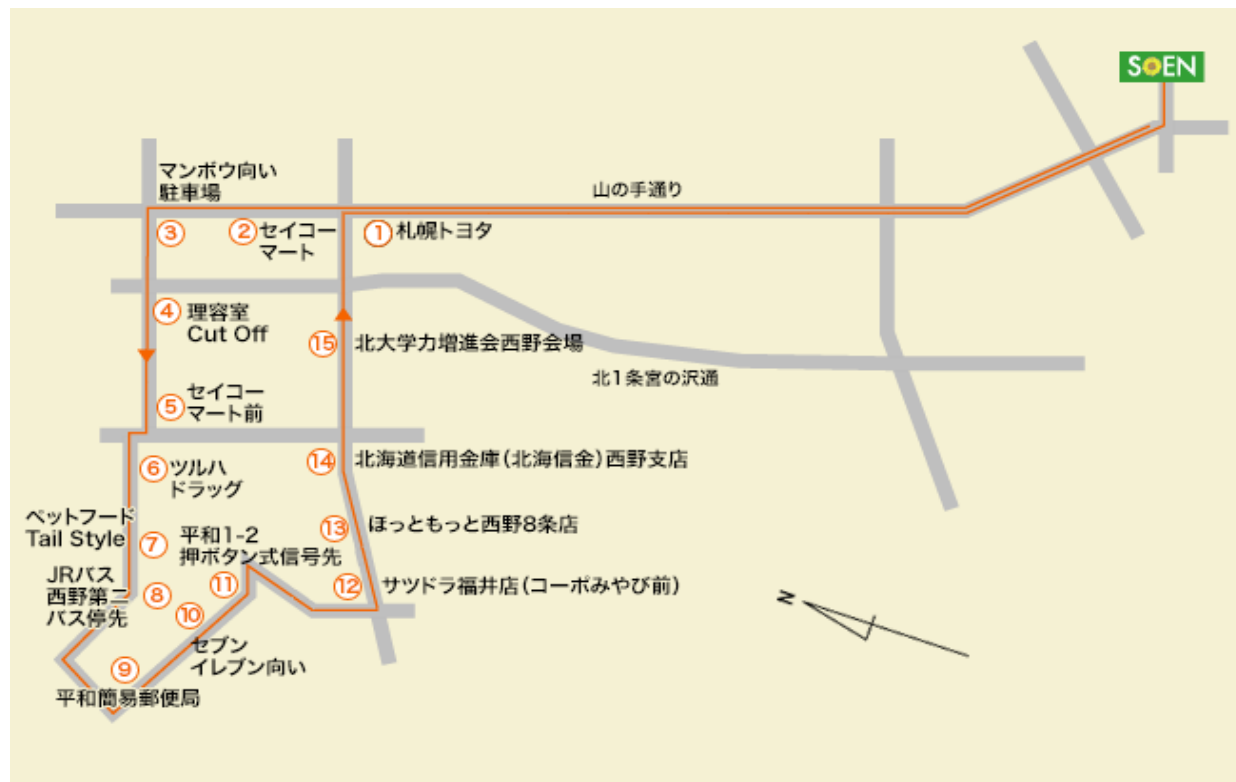 SOEN
マンボウ向い
駐車場
山の手通り
③
②セイコー
マート
①札幌トヨタ
④理容室
Cut Off
⑮北大学力増進会西野会場
北1条宮の沢通
⑤セイコー
マート前
⑥ツルハ
ドラッグ
⑭北海道信用金庫(北海信金)西野支店
ペットフード
Tail Style
⑦
平和1-2
押ボタン式信号先
⑪
⑬ほっともっと西野8条店
JRバス
西野第二
バス停先
⑧
⑫サツドラ福井店(コーポみやび前)
⑩
セブン
イレブン向い
⑨
平和簡易郵便局
N